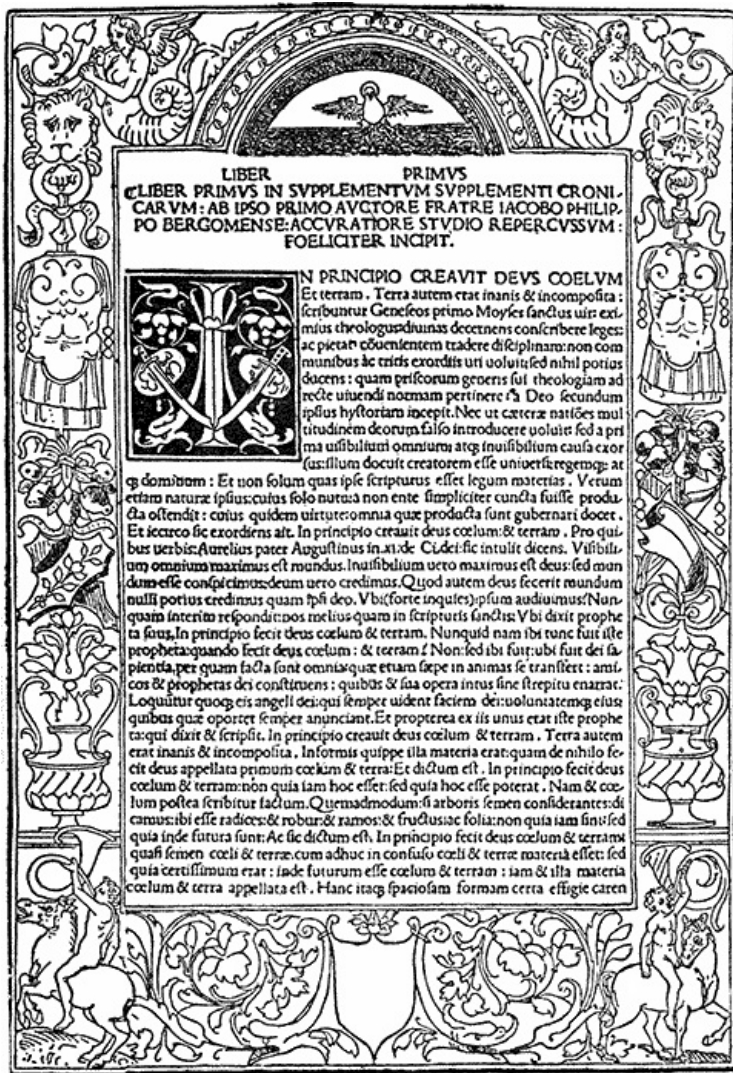 LIBER PRIMVS
¶LIBER PRIMVS IN SVPPLEMENTVM SVPPLEMENTI CRONI-
CARVM: AB IPSO PRIMO AVCTORE FRATRE IACOBO PHILIP-
PO BERGOMENSE: ACCVRATIORE STVDIO REPERCVSSVM:
FOELICITER INCIPIT.
IN PRINCIPIO CREAVIT DEVS COELVM
Et terram. Terra autem erat inanis & incomposita:
scribuntur Geneseos primo Moyses sanctus uir: exi-
mius theologus: diuinas decernens conscribere leges:
ac pietati cōuenientem tradere disciplinam: non com
munibus ac tritis exordiis uti uoluit: sed nihil potius
ducens: quam priscorum generis sui theologiam ad
recte uiuendi normam pertinere Deo secundum
ipsius hystoriam incepit. Nec ut cæteræ natiões mul
titudinem deorum falso introducere uoluit: sed a pri
ma uisibilium omnium: atq; inuisibilium causa exor
sus: illum docuit creatorem esse uniuersi: regemq; at
q; dominum: Et non solum quas ipse scripturus esset legum materias. Verum
etiam naturæ ipsius: cuius solo nutu: a non ente simpliciter cuncta fuisse produ-
cta ostendit: cuius quidem uirtute: omnia quæ producta sunt gubernari docet.
Et iccirco sic exordiens ait. In principio creauit deus cœlum: & terram. Pro qui-
bus uerbis: Aurelius pater Augustinus in .xi. de Ci. dei: sic intulit dicens. Visibili-
um omnium maximus est mundus. Inuisibilium uero maximus est deus: sed mun
dum esse conspicimus: deum uero credimus. Quod autem deus fecerit mundum
nulli potius credimus quam ipsi deo. Vbi (forte inquies) ipsum audiuimus? Nun-
quam interim respondit: nos melius quam in scripturis sanctis: Vbi dixit prophe
ta suus, In principio fecit deus cœlum & terram. Nunquid nam ibi tunc fuit iste
propheta: quando fecit deus cœlum: & terram? Non: sed ibi fuit: ubi fuit dei sa
pientia, per quam facta sunt omnia: quæ etiam sæpe in animas se transfert: ami-
cos & prophetas dei constituens: quibus & sua opera intus sine strepitu enarrat.
Loquūtur quoq; eis angeli dei: qui semper uident faciem dei: uoluntatemq; eius:
quibus quæ oportet semper anunciant. Et propterea ex iis unus erat iste prophe
ta: qui dixit & scripsit. In principio creauit deus cœlum & terram. Terra autem
erat inanis & incomposita. Informis quippe illa materia erat: quam de nihilo fe-
cit deus appellata primum cœlum & terra: Et dictum est. In principio fecit deus
cœlum & terram: non quia iam hoc esset: sed quia hoc esse poterat. Nam & cœ-
lum postea scribitur factum. Quemadmodum: si arboris semen considerantes: di
camus: ibi esse radices: & robur: & ramos: & fructus: ac folia: non quia iam sint: sed
quia inde futura sunt: Ac sic dictum est. In principio fecit deus cœlum & terram:
quasi semen cœli & terræ. cum adhuc in confuso cœli & terræ materia esset: sed
quia certissimum erat: inde futurum esse cœlum & terram: iam & illa materia
cœlum & terra appellata est. Hanc itaq; spaciosam formam certa effigie caren